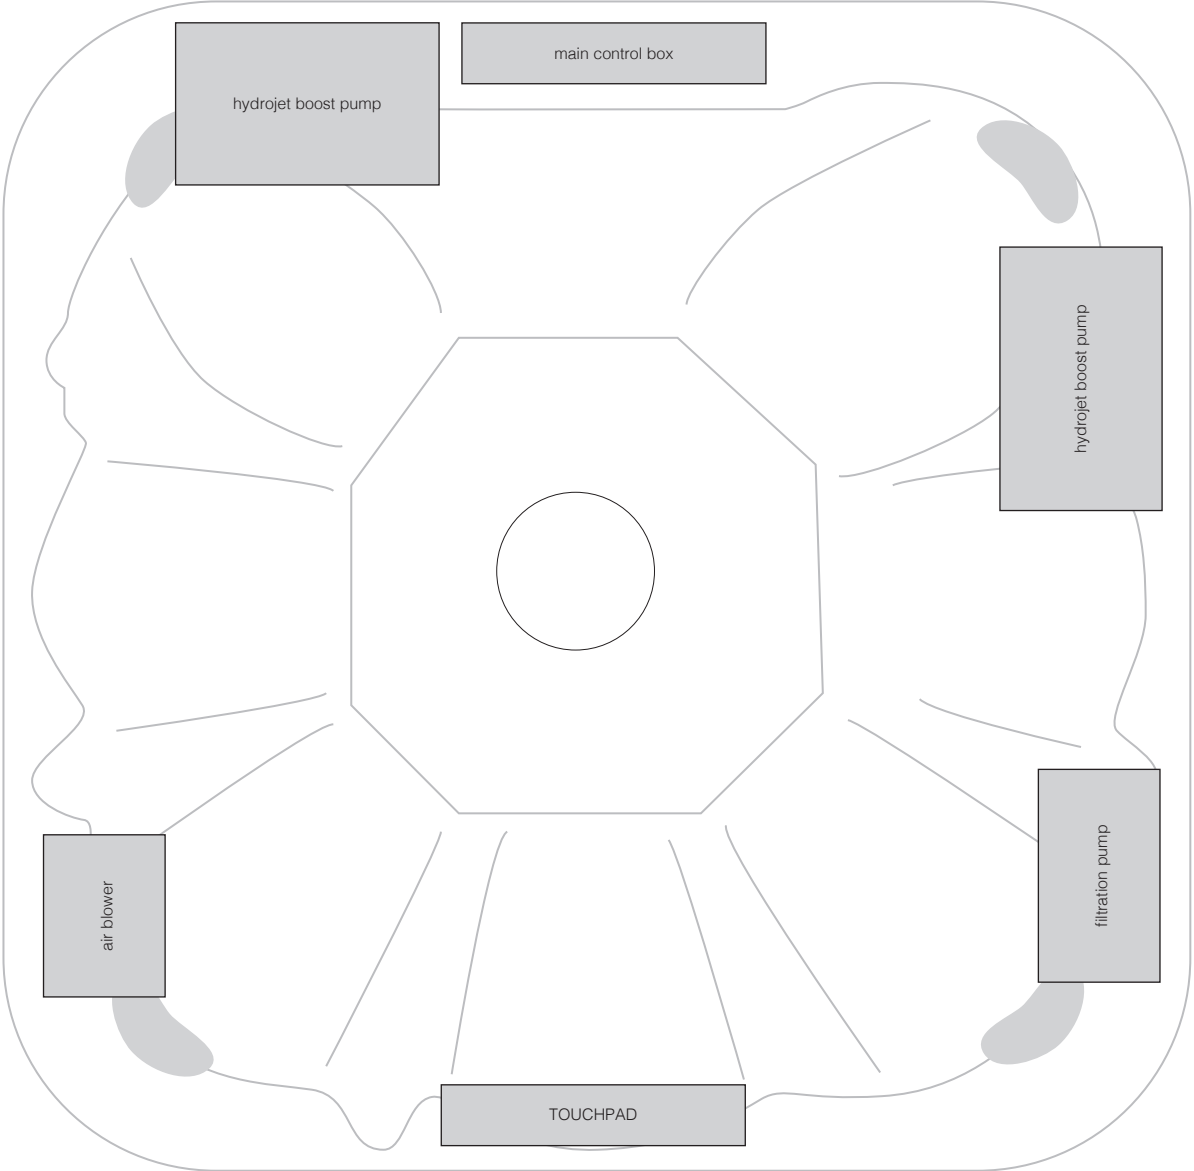 main control box
hydrojet boost pump
hydrojet boost pump
filtration pump
air blower
TOUCHPAD